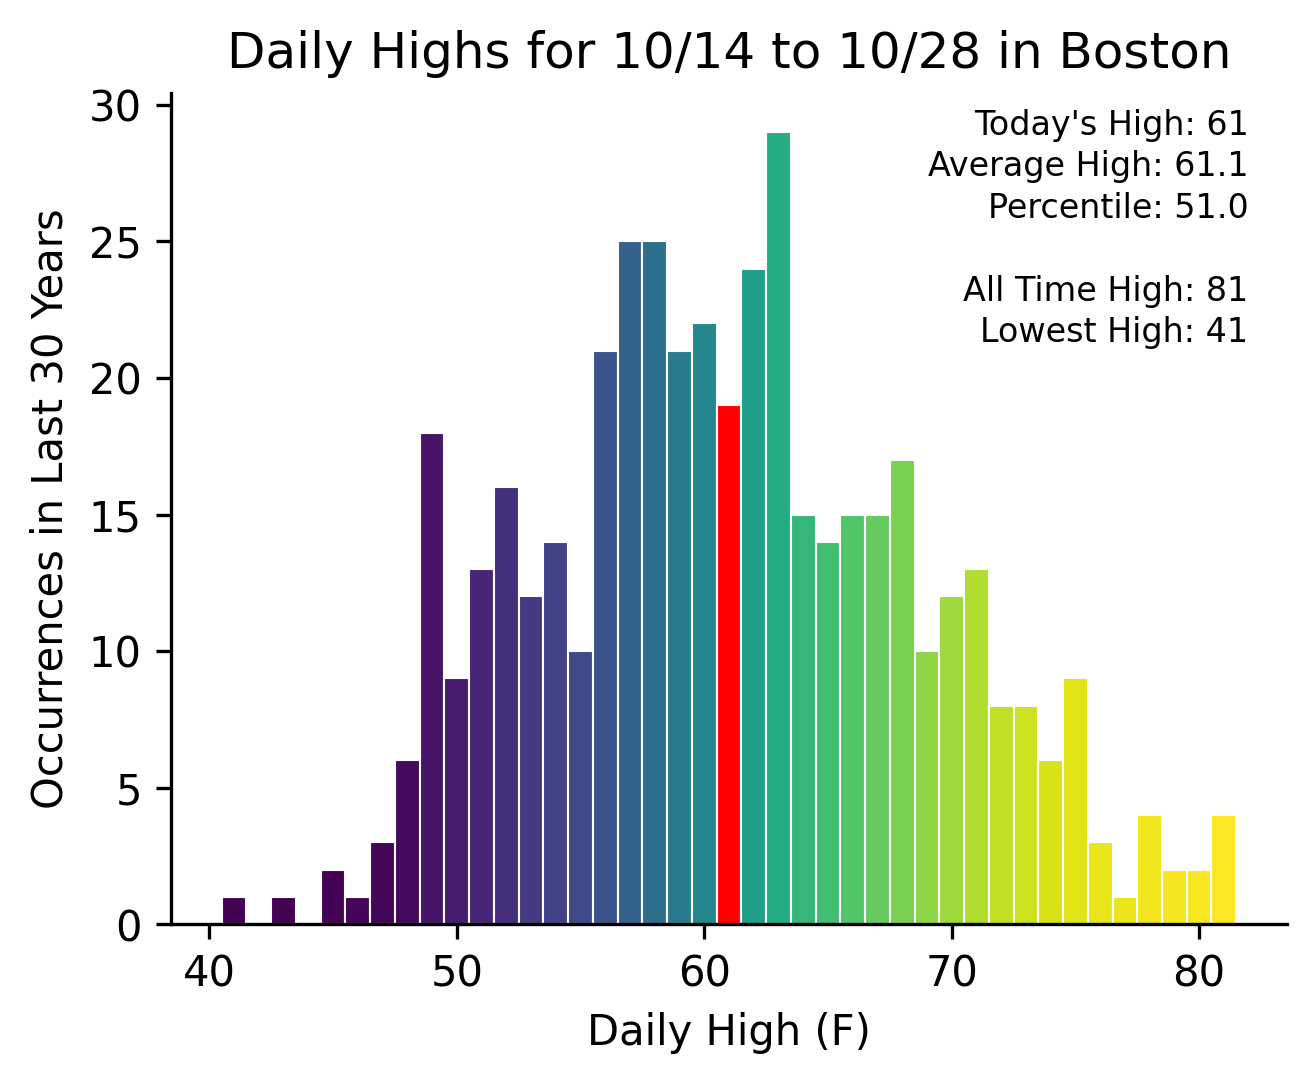 Daily Highs for 10/14 to 10/28 in Boston
Today's High: 61
Average High: 61.1
Percentile: 51.0
All Time High: 81
Lowest High: 41
Occurrences in Last 30 Years
30
25
20
15
10
5
0
40 50 60 70 80
Daily High (F)